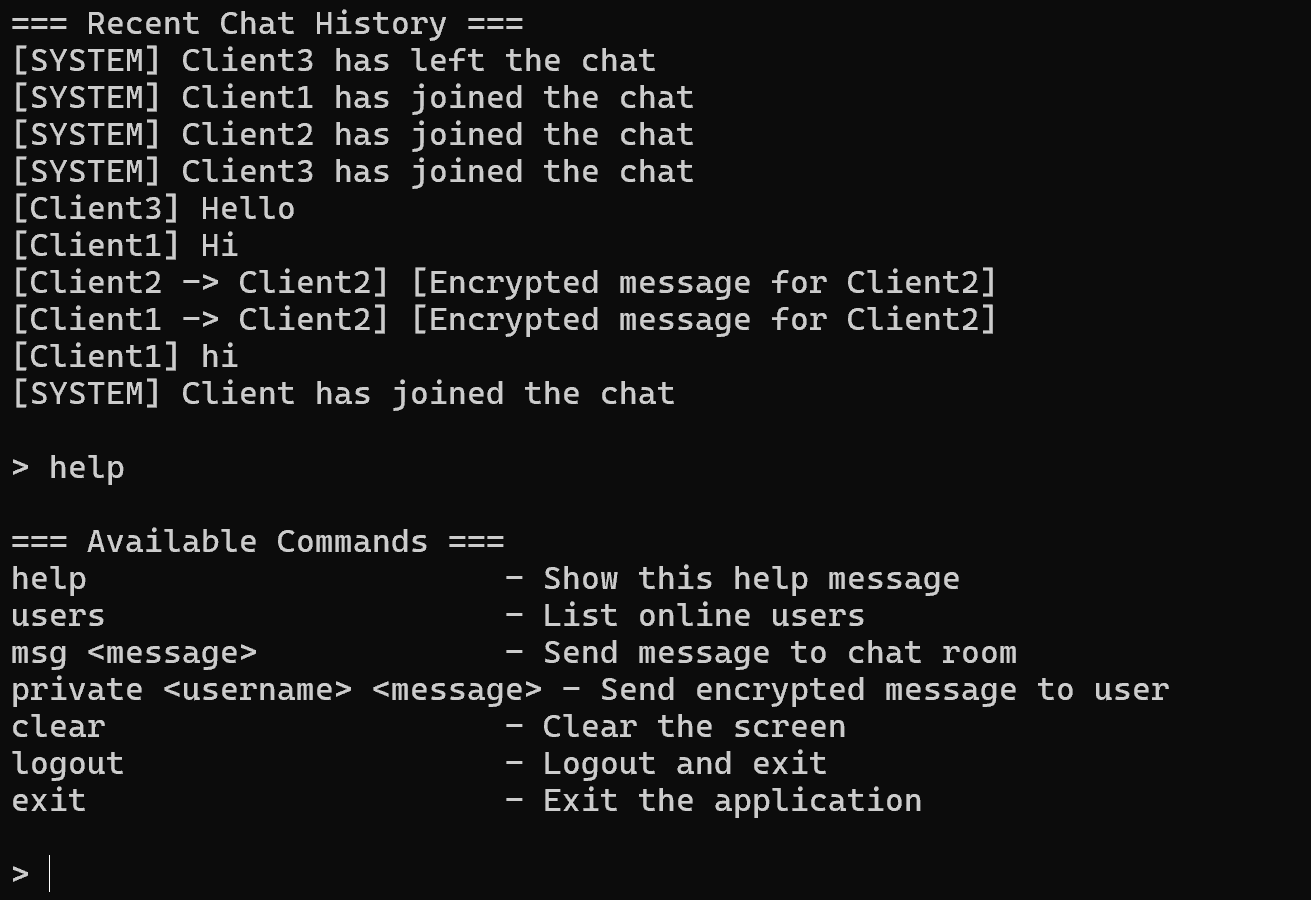 === Recent Chat History ===
[SYSTEM] Client3 has left the chat
[SYSTEM] Client1 has joined the chat
[SYSTEM] Client2 has joined the chat
[SYSTEM] Client3 has joined the chat
[Client3] Hello
[Client1] Hi
[Client2 -> Client2] [Encrypted message for Client2]
[Client1 -> Client2] [Encrypted message for Client2]
[Client1] hi
[SYSTEM] Client has joined the chat
> help
=== Available Commands ===
help - Show this help message
users - List online users
msg <message> - Send message to chat room
private <username> <message> - Send encrypted message to user
clear - Clear the screen
logout - Logout and exit
exit - Exit the application
>